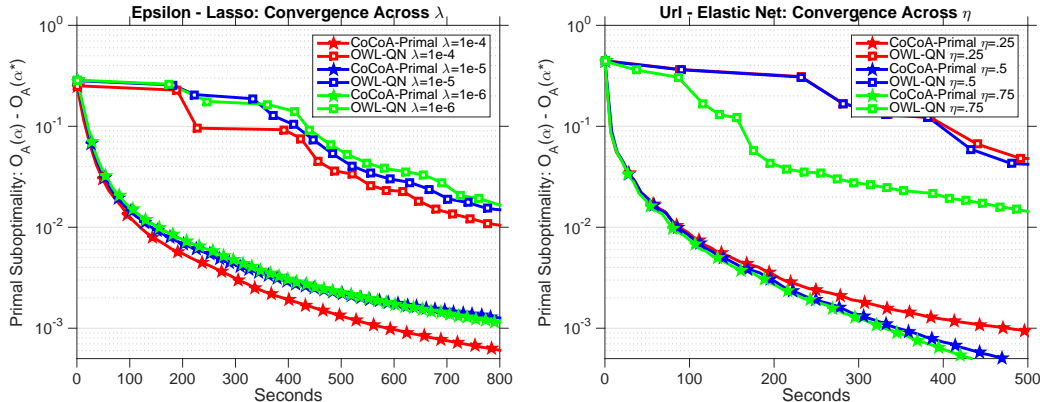 Epsilon - Lasso: Convergence Across λ
Primal Suboptimality: O_A(α) - O_A(α*)
10^0
10^-1
10^-2
10^-3
CoCoA-Primal λ=1e-4
OWL-QN λ=1e-4
CoCoA-Primal λ=1e-5
OWL-QN λ=1e-5
CoCoA-Primal λ=1e-6
OWL-QN λ=1e-6
0 100 200 300 400 500 600 700 800
Seconds
Url - Elastic Net: Convergence Across η
Primal Suboptimality: O_A(α) - O_A(α*)
10^0
10^-1
10^-2
10^-3
CoCoA-Primal η=.25
OWL-QN η=.25
CoCoA-Primal η=.5
OWL-QN η=.5
CoCoA-Primal η=.75
OWL-QN η=.75
0 100 200 300 400 500
Seconds